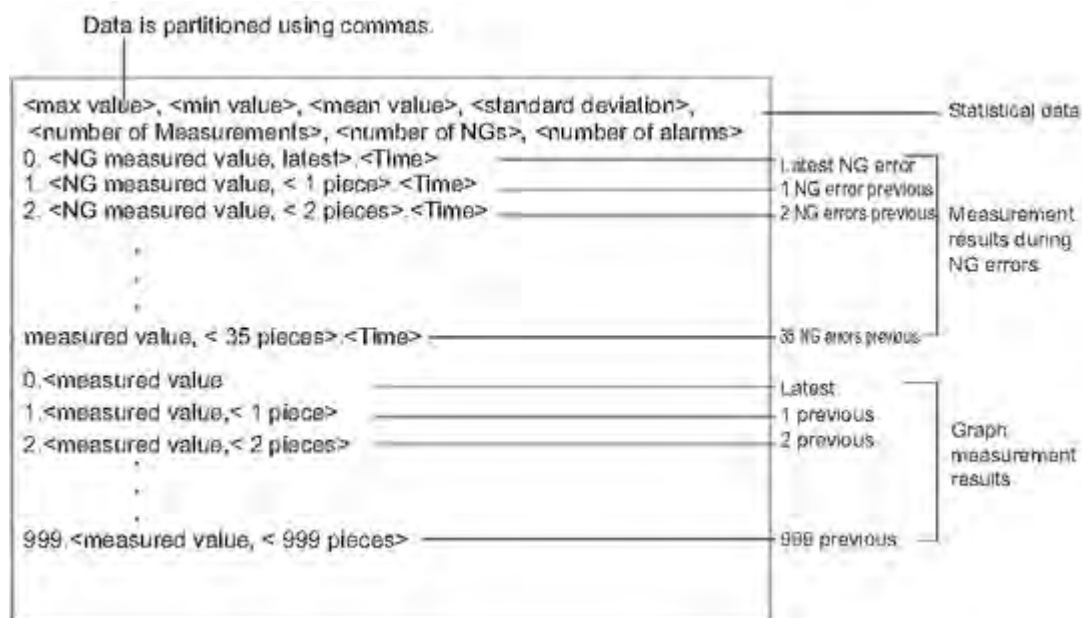 Data is partitioned using commas.
<max value>, <min value>, <mean value>, <standard deviation>,
<number of Measurements>, <number of NGs>, <number of alarms>
Statistical data
0. <NG measured value, latest>.<Time>
Latest NG error
1. <NG measured value, < 1 piece>.<Time>
1 NG error previous
2. <NG measured value, < 2 pieces>.<Time>
2 NG errors previous
Measurement
results during
NG errors
measured value, < 35 pieces>.<Time>
35 NG errors previous
0.<measured value
Latest
1.<measured value,< 1 piece>
1 previous
2.<measured value,< 2 pieces>
2 previous
Graph
measurement
results
999.<measured value, < 999 pieces>
999 previous